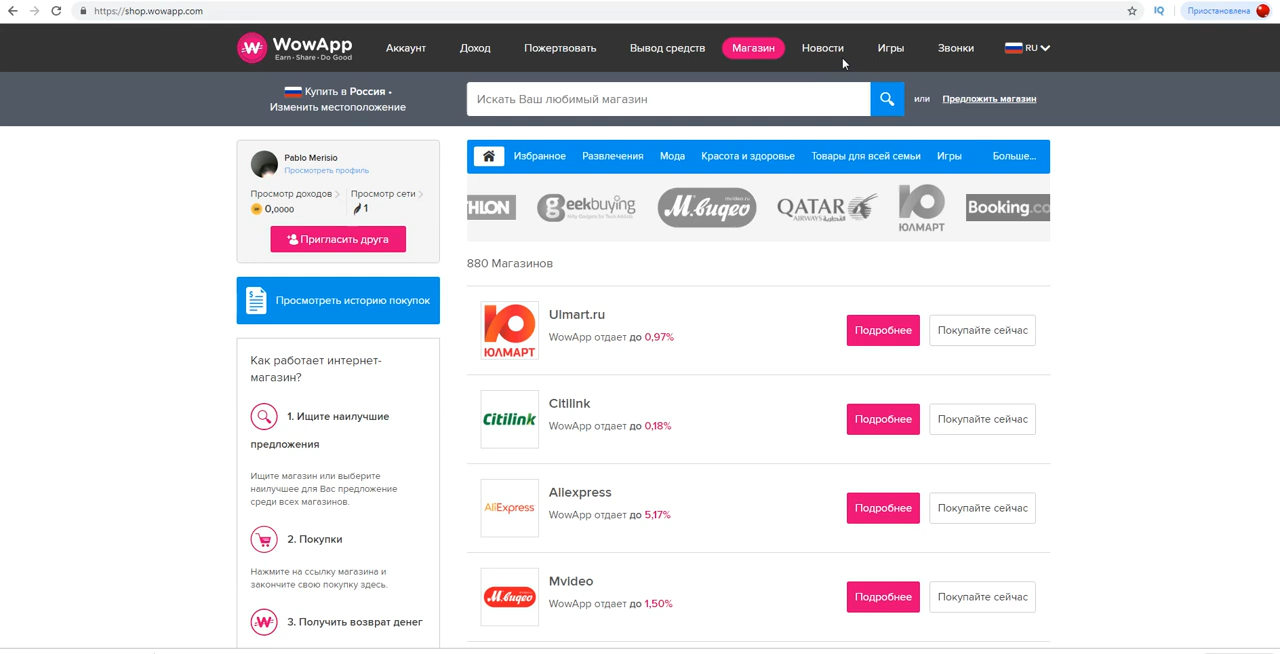 https://shop.wowapp.com
IQ
Приостановлена
WowApp
Earn • Share • Do Good
Аккаунт
Доход
Пожертвовать
Вывод средств
Магазин
Новости
Игры
Звонки
RU
Купить в Россия •
Изменить местоположение
Искать Ваш любимый магазин
или
Предложить магазин
Pablo Merisio
Просмотреть профиль
Просмотр доходов
Просмотр сети
0,0000
1
Пригласить друга
Просмотреть историю покупок
Как работает интернет-
магазин?
1. Ищите наилучшие
предложения
Ищите магазин или выберите
наилучшее для Вас предложение
среди всех магазинов.
2. Покупки
Нажмите на ссылку магазина и
закончите свою покупку здесь.
3. Получить возврат денег
Избранное
Развлечения
Мода
Красота и здоровье
Товары для всей семьи
Игры
Больше...
HLON
geekbuying
М.видео
mvideo.ru
QATAR
AIRWAYS القطرية
Ю
ЮЛМАРТ
Booking.co
880 Магазинов
Ю
ЮЛМАРТ
Ulmart.ru
WowApp отдает до 0,97%
Подробнее
Покупайте сейчас
Citilink
Citilink
WowApp отдает до 0,18%
Подробнее
Покупайте сейчас
AliExpress
Aliexpress
WowApp отдает до 5,17%
Подробнее
Покупайте сейчас
М.видео
Mvideo
WowApp отдает до 1,50%
Подробнее
Покупайте сейчас